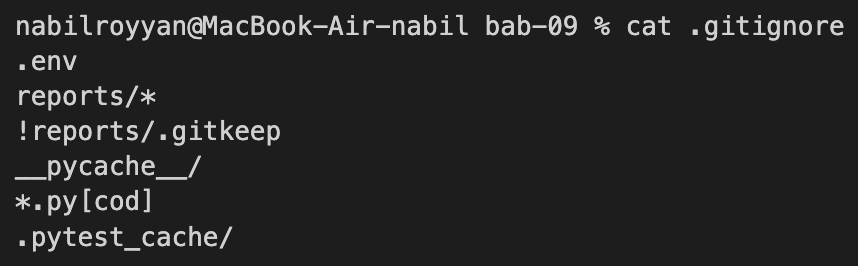 nabilroyyan@MacBook-Air-nabil bab-09 % cat .gitignore
.env
reports/*
!reports/.gitkeep
__pycache__/
*.py[cod]
.pytest_cache/